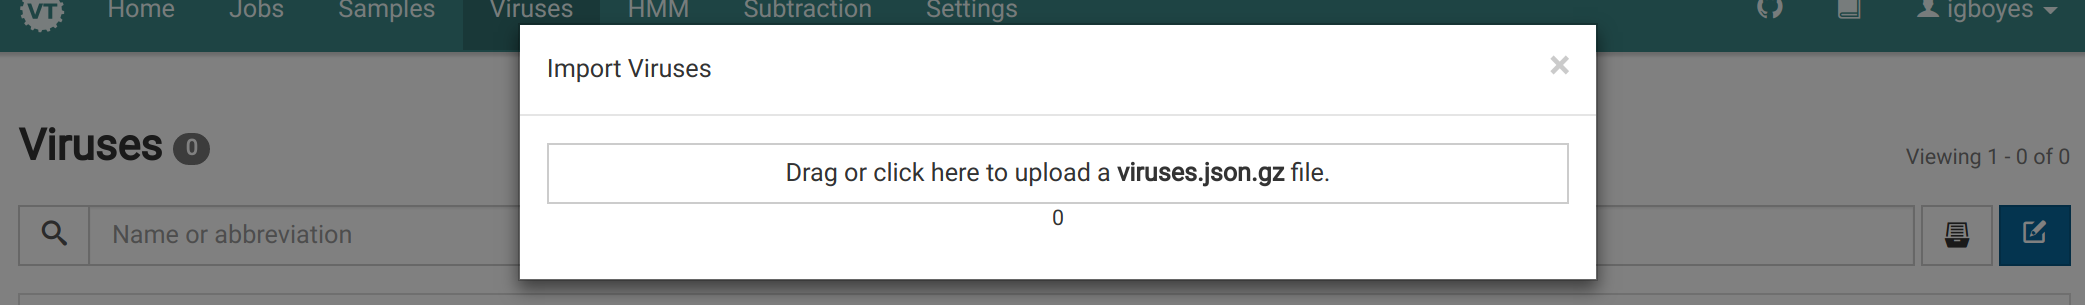 VT Home Jobs Samples Viruses HMM Subtraction Settings igboyes
Import Viruses ×
Viruses 0
Viewing 1 - 0 of 0
Drag or click here to upload a viruses.json.gz file.
0
Name or abbreviation